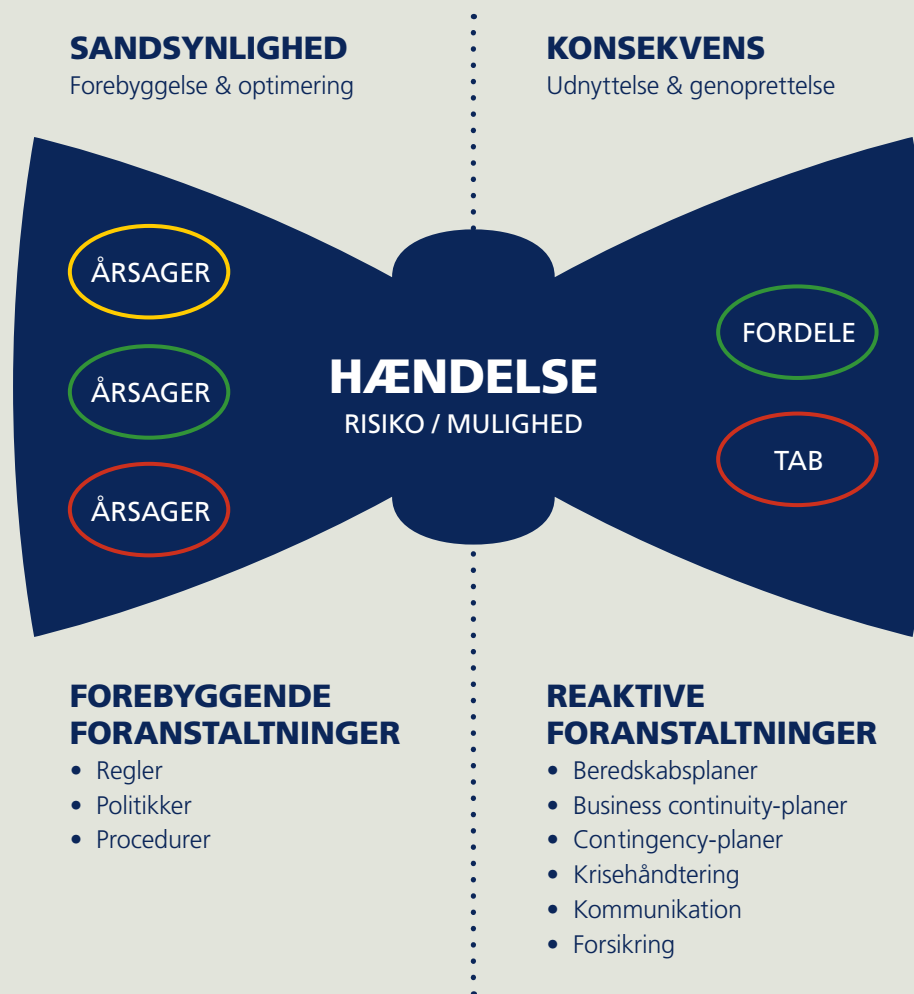 SANDSYNLIGHED
Forebyggelse & optimering
KONSEKVENS
Udnyttelse & genoprettelse
ÅRSAGER
ÅRSAGER
ÅRSAGER
HÆNDELSE
RISIKO / MULIGHED
FORDELE
TAB
FOREBYGGENDE
FORANSTALTNINGER
• Regler
• Politikker
• Procedurer
REAKTIVE
FORANSTALTNINGER
• Beredskabsplaner
• Business continuity-planer
• Contingency-planer
• Krisehåndtering
• Kommunikation
• Forsikring